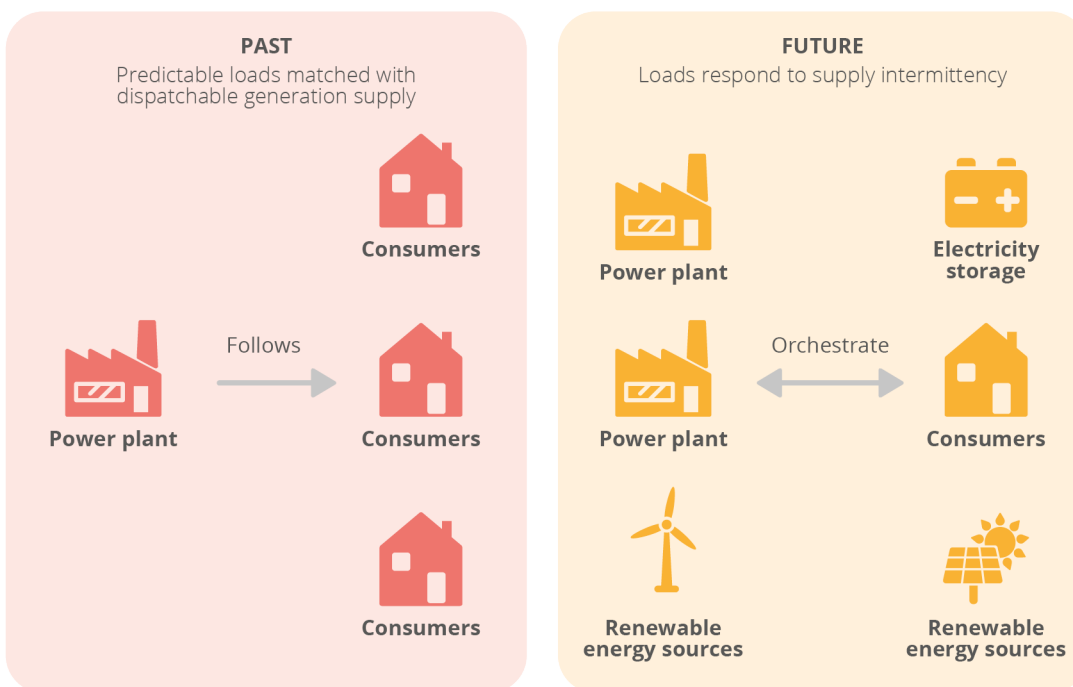 PAST
Predictable loads matched with
dispatchable generation supply
Consumers
Power plant
Follows
Consumers
Consumers
FUTURE
Loads respond to supply intermittency
Power plant
Electricity
storage
Power plant
Orchestrate
Consumers
Renewable
energy sources
Renewable
energy sources